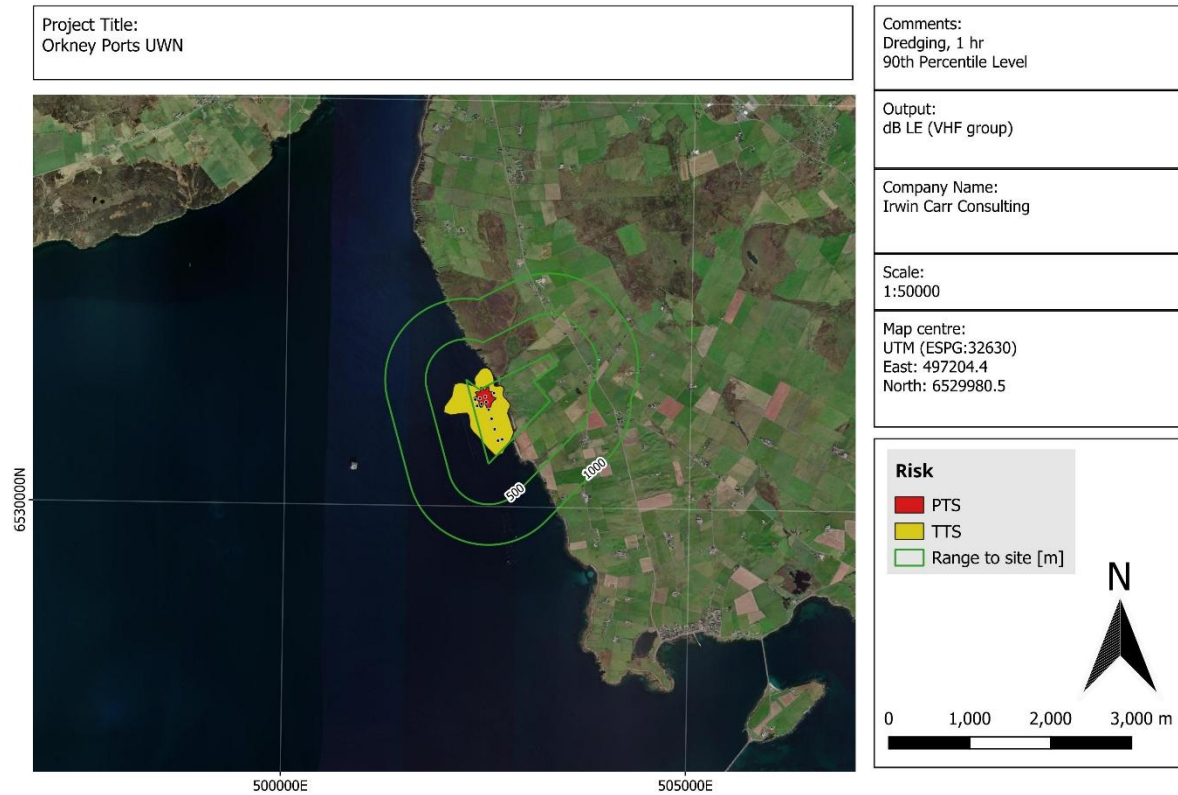 Project Title:
Orkney Ports UWN
Comments:
Dredging, 1 hr
90th Percentile Level
Output:
dB LE (VHF group)
Company Name:
Irwin Carr Consulting
Scale:
1:50000
Map centre:
UTM (ESPG:32630)
East: 497204.4
North: 6529980.5
Risk
PTS
TTS
Range to site [m]
N
0 1,000 2,000 3,000 m
500
1000
6530000N
500000E
505000E